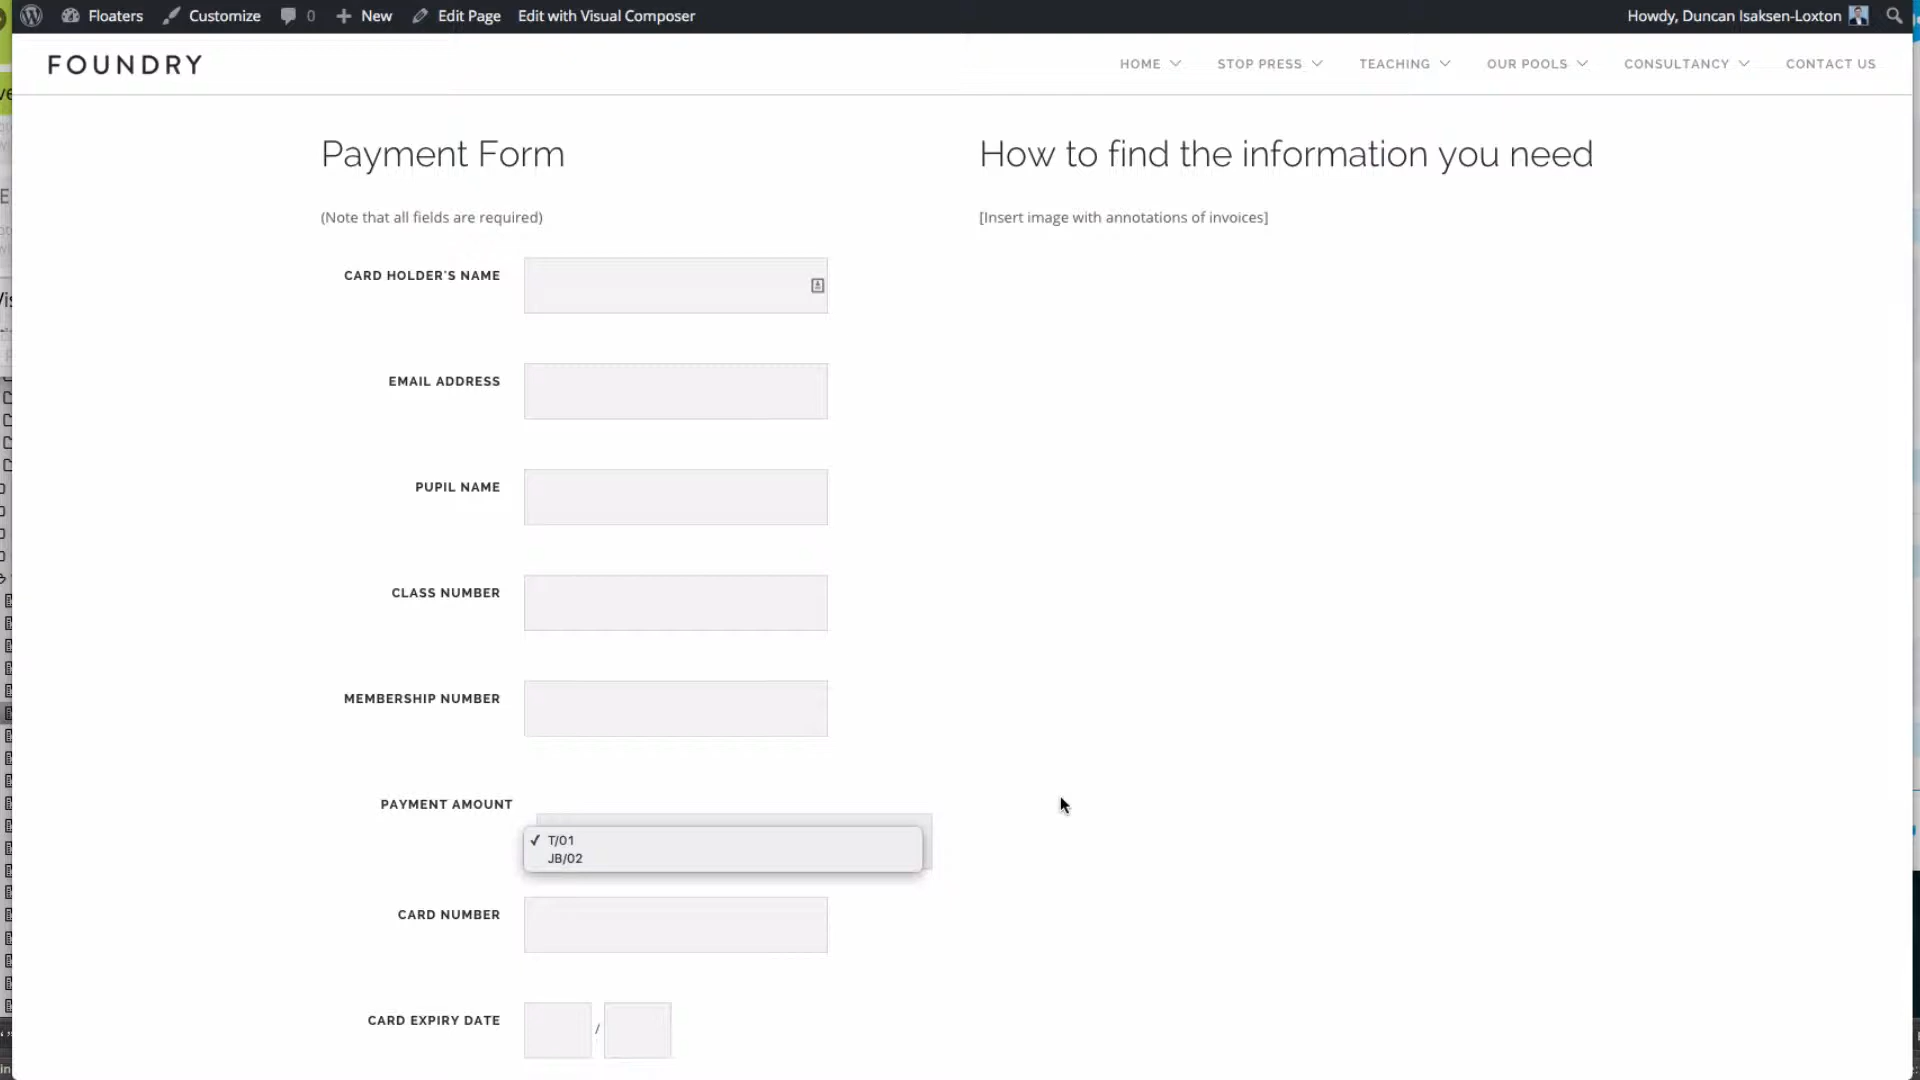 Floaters Customize 0 New Edit Page Edit with Visual Composer Howdy, Duncan Isaksen-Loxton
FOUNDRY HOME STOP PRESS TEACHING OUR POOLS CONSULTANCY CONTACT US
Payment Form
(Note that all fields are required)
CARD HOLDER'S NAME
EMAIL ADDRESS
PUPIL NAME
CLASS NUMBER
MEMBERSHIP NUMBER
PAYMENT AMOUNT
✓ T/01
JB/02
CARD NUMBER
CARD EXPIRY DATE /
How to find the information you need
[Insert image with annotations of invoices]